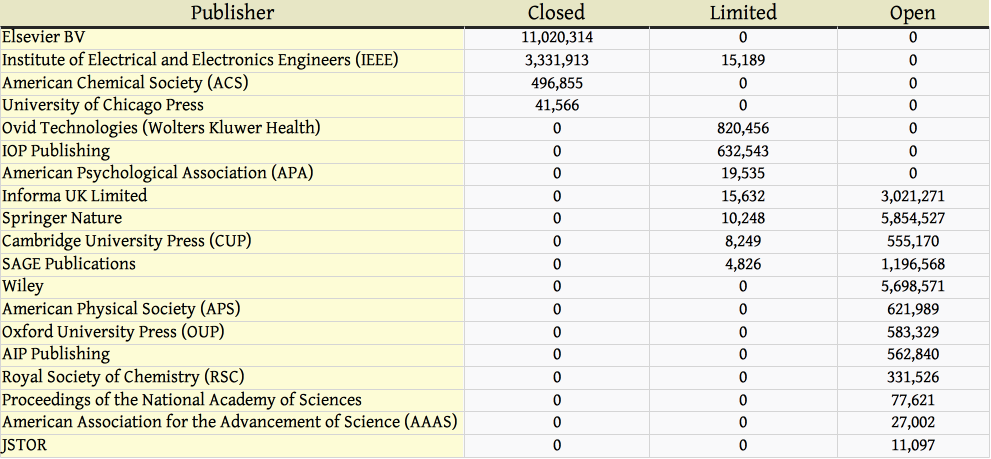 Publisher Closed Limited Open
Elsevier BV 11,020,314 0 0
Institute of Electrical and Electronics Engineers (IEEE) 3,331,913 15,189 0
American Chemical Society (ACS) 496,855 0 0
University of Chicago Press 41,566 0 0
Ovid Technologies (Wolters Kluwer Health) 0 820,456 0
IOP Publishing 0 632,543 0
American Psychological Association (APA) 0 19,535 0
Informa UK Limited 0 15,632 3,021,271
Springer Nature 0 10,248 5,854,527
Cambridge University Press (CUP) 0 8,249 555,170
SAGE Publications 0 4,826 1,196,568
Wiley 0 0 5,698,571
American Physical Society (APS) 0 0 621,989
Oxford University Press (OUP) 0 0 583,329
AIP Publishing 0 0 562,840
Royal Society of Chemistry (RSC) 0 0 331,526
Proceedings of the National Academy of Sciences 0 0 77,621
American Association for the Advancement of Science (AAAS) 0 0 27,002
JSTOR 0 0 11,097